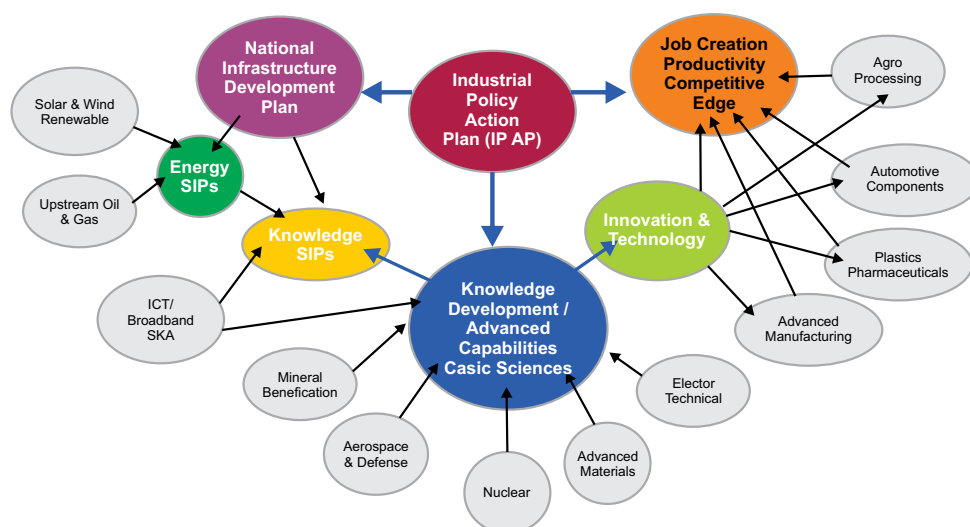 National
Infrastructure
Development
Plan
Industrial
Policy
Action
Plan (IP AP)
Job Creation
Productivity
Competitive
Edge
Agro
Processing
Solar & Wind
Renewable
Energy
SIPs
Upstream Oil
& Gas
Knowledge
SIPs
Innovation &
Technology
Automotive
Components
Plastics
Pharmaceuticals
Advanced
Manufacturing
ICT/
Broadband
SKA
Knowledge
Development /
Advanced
Capabilities
Casic Sciences
Mineral
Benefication
Aerospace
& Defense
Nuclear
Advanced
Materials
Elector
Technical